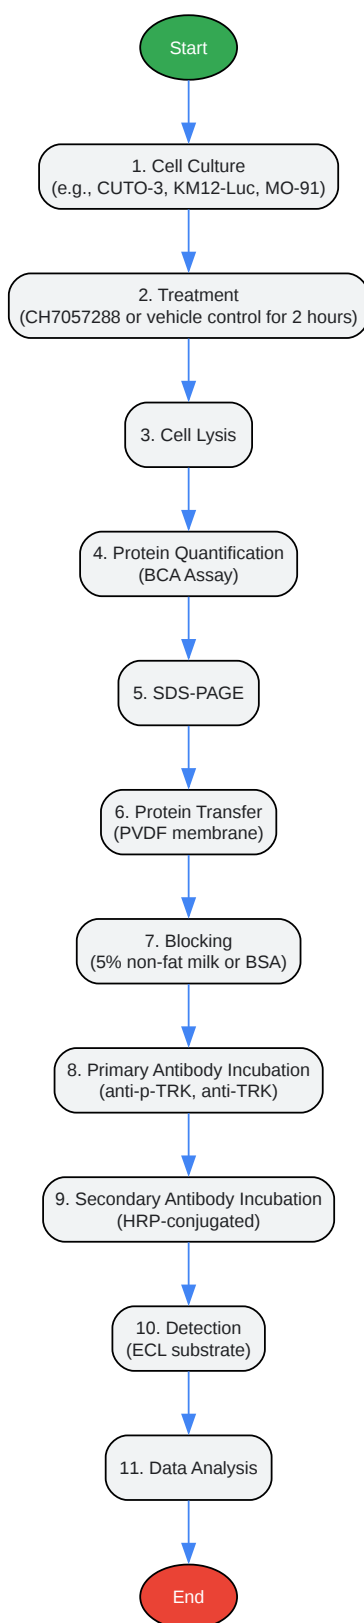 Start
1. Cell Culture
(e.g., CUTO-3, KM12-Luc, MO-91)
2. Treatment
(CH7057288 or vehicle control for 2 hours)
3. Cell Lysis
4. Protein Quantification
(BCA Assay)
5. SDS-PAGE
6. Protein Transfer
(PVDF membrane)
7. Blocking
(5% non-fat milk or BSA)
8. Primary Antibody Incubation
(anti-p-TRK, anti-TRK)
9. Secondary Antibody Incubation
(HRP-conjugated)
10. Detection
(ECL substrate)
11. Data Analysis
End